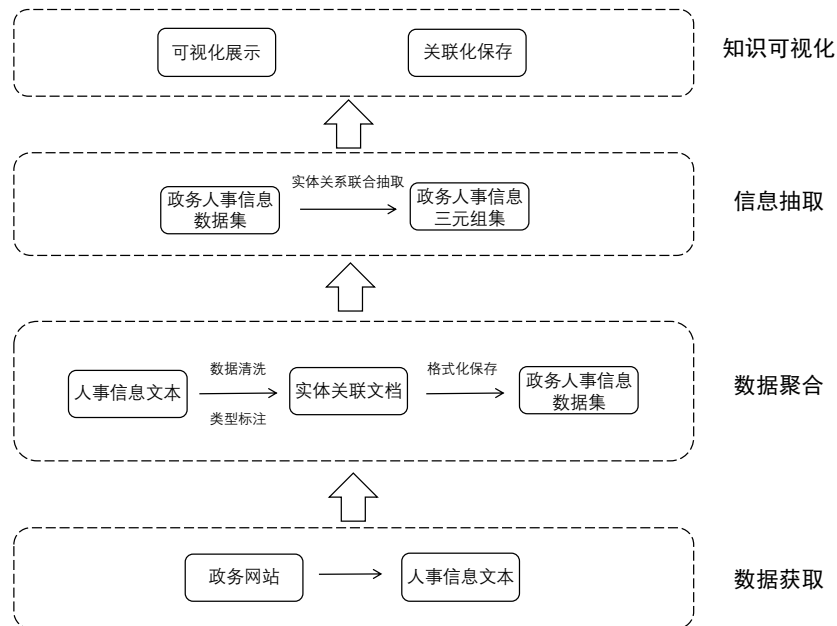 可视化展示
关联化保存
知识可视化
实体关系联合抽取
政务人事信息
数据集
政务人事信息
三元组集
信息抽取
人事信息文本
数据清洗
类型标注
实体关联文档
格式化保存
政务人事信息
数据集
数据聚合
政务网站
人事信息文本
数据获取